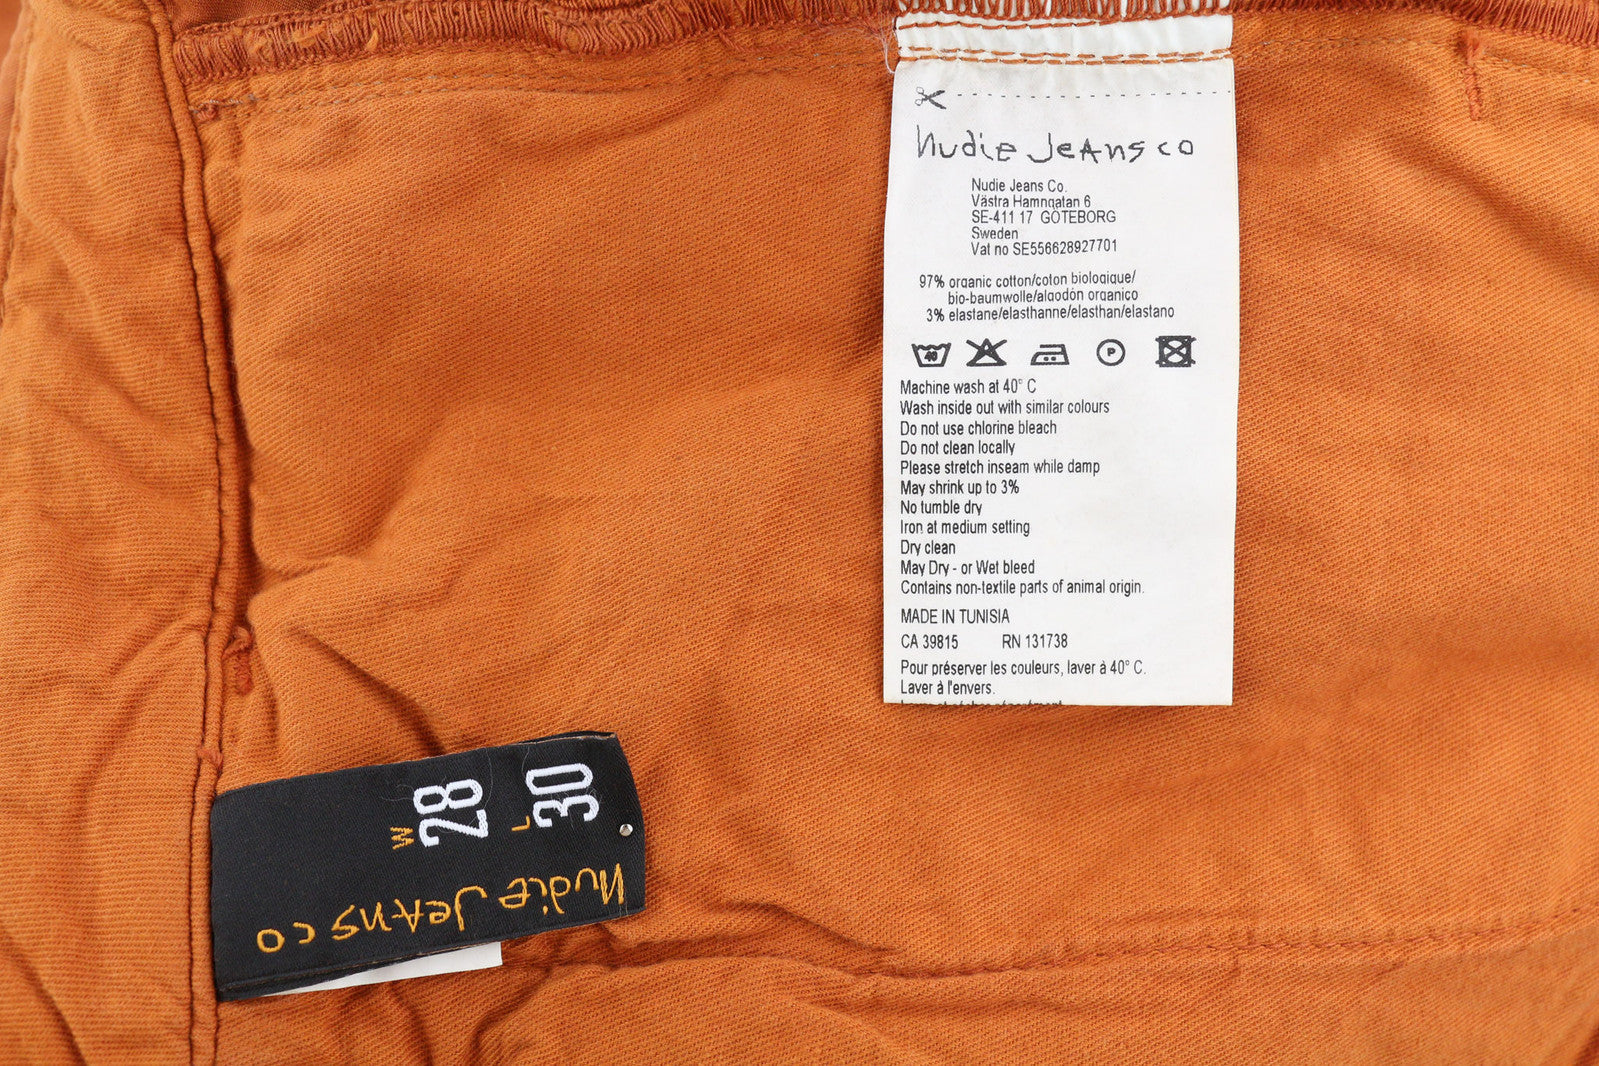 Nudie Jeans co
Nudie Jeans Co.
Västra Hamngatan 6
SE-411 17 GÖTEBORG
Sweden
Vat no SE556628927701
97% organic cotton/coton biologique/
bio-baumwolle/algodón organico
3% elastane/elasthanne/elasthan/elastano
40
P
Machine wash at 40° C
Wash inside out with similar colours
Do not use chlorine bleach
Do not clean locally
Please stretch inseam while damp
May shrink up to 3%
No tumble dry
Iron at medium setting
Dry clean
May Dry - or Wet bleed
Contains non-textile parts of animal origin.
MADE IN TUNISIA
CA 39815 RN 131738
Pour préserver les couleurs, laver à 40° C.
Laver à l'envers.
W 28
L 30
Nudie Jeans co